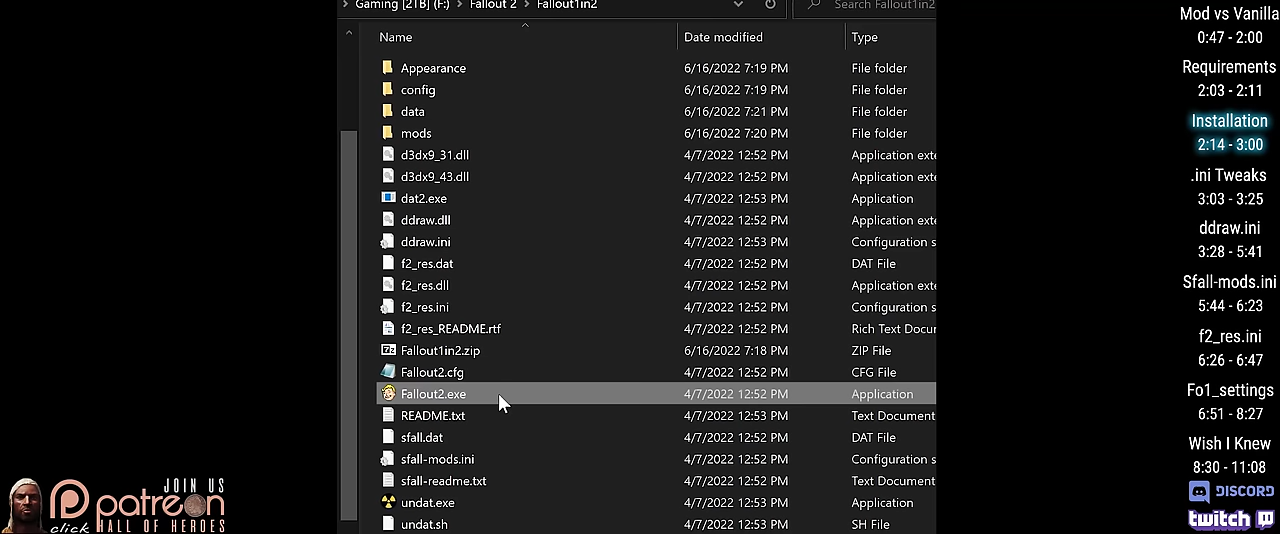 Gaming [2TB] (F:) > Fallout 2 > Fallout1in2
Search Fallout1in2
Name Date modified Type
Appearance 6/16/2022 7:19 PM File folder
config 6/16/2022 7:19 PM File folder
data 6/16/2022 7:21 PM File folder
mods 6/16/2022 7:20 PM File folder
d3dx9_31.dll 4/7/2022 12:52 PM Application exte
d3dx9_43.dll 4/7/2022 12:52 PM Application exte
dat2.exe 4/7/2022 12:53 PM Application
ddraw.dll 4/7/2022 12:52 PM Application exte
ddraw.ini 4/7/2022 12:53 PM Configuration s
f2_res.dat 4/7/2022 12:52 PM DAT File
f2_res.dll 4/7/2022 12:52 PM Application exte
f2_res.ini 4/7/2022 12:52 PM Configuration s
f2_res_README.rtf 4/7/2022 12:52 PM Rich Text Docur
Fallout1in2.zip 6/16/2022 7:18 PM ZIP File
Fallout2.cfg 4/7/2022 12:52 PM CFG File
Fallout2.exe 4/7/2022 12:52 PM Application
README.txt 4/7/2022 12:53 PM Text Document
sfall.dat 4/7/2022 12:52 PM DAT File
sfall-mods.ini 4/7/2022 12:52 PM Configuration s
sfall-readme.txt 4/7/2022 12:52 PM Text Document
undat.exe 4/7/2022 12:53 PM Application
undat.sh 4/7/2022 12:53 PM SH File
Mod vs Vanilla
0:47 - 2:00
Requirements
2:03 - 2:11
Installation
2:14 - 3:00
.ini Tweaks
3:03 - 3:25
ddraw.ini
3:28 - 5:41
Sfall-mods.ini
5:44 - 6:23
f2_res.ini
6:26 - 6:47
Fo1_settings
6:51 - 8:27
Wish I Knew
8:30 - 11:08
DISCORD
twitch
JOIN US
patreon
click HALL OF HEROES